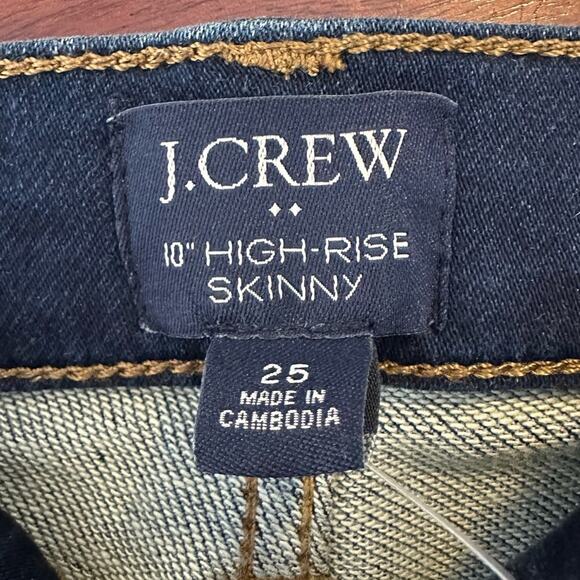 J.CREW
10" HIGH-RISE
SKINNY
25
MADE IN
CAMBODIA